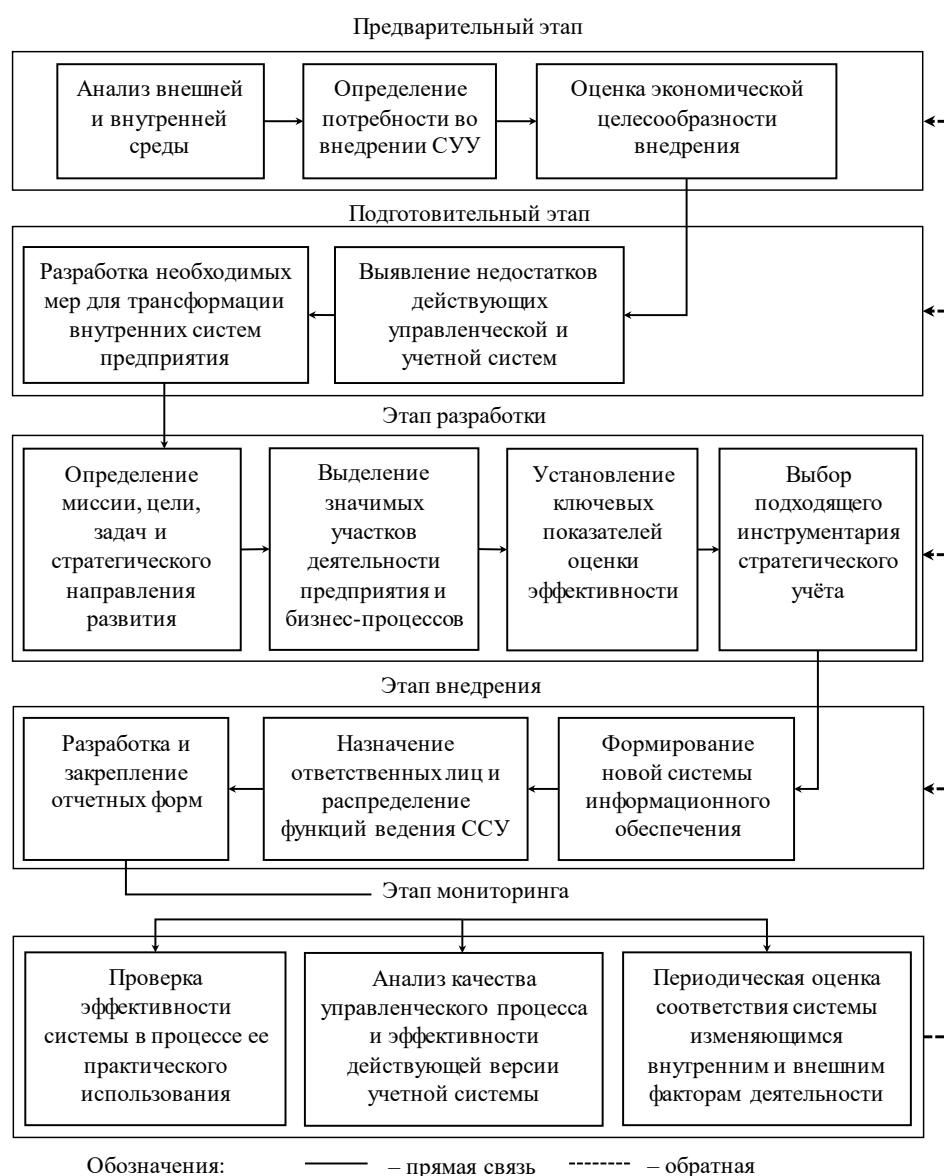 Предварительный этап
Анализ внешней
и внутренней
среды
Определение
потребности во
внедрении СУУ
Оценка экономической
целесообразности
внедрения
Подготовительный этап
Разработка необходимых
мер для трансформации
внутренних систем
предприятия
Выявление недостатков
действующих
управленческой и
учетной систем
Этап разработки
Определение
миссии, цели,
задач и
стратегического
направления
развития
Выделение
значимых
участков
деятельности
предприятия и
бизнес-процессов
Установление
ключевых
показателей
оценки
эффективности
Выбор
подходящего
инструментария
стратегического
учёта
Этап внедрения
Разработка и
закрепление
отчетных форм
Назначение
ответственных лиц и
распределение
функций ведения ССУ
Формирование
новой системы
информационного
обеспечения
Этап мониторинга
Проверка
эффективности
системы в процессе ее
практического
использования
Анализ качества
управленческого процесса
и эффективности
действующей версии
учетной системы
Периодическая оценка
соответствия системы
изменяющимся
внутренним и внешним
факторам деятельности
Обозначения: – прямая связь – обратная